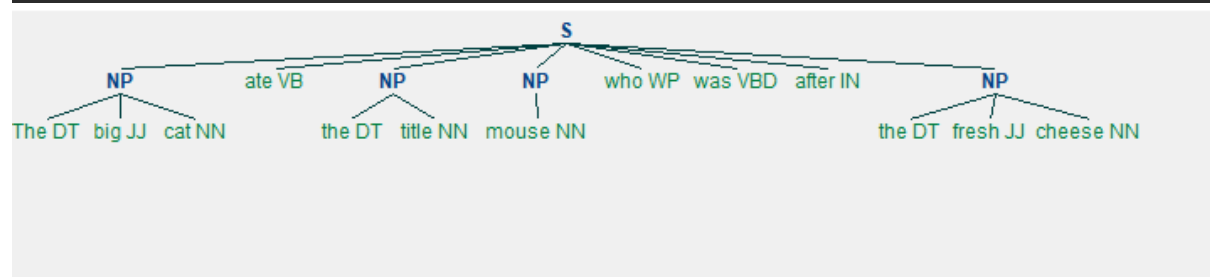 S
NP ate VB NP NP who WP was VBD after IN NP
The DT big JJ cat NN the DT title NN mouse NN the DT fresh JJ cheese NN